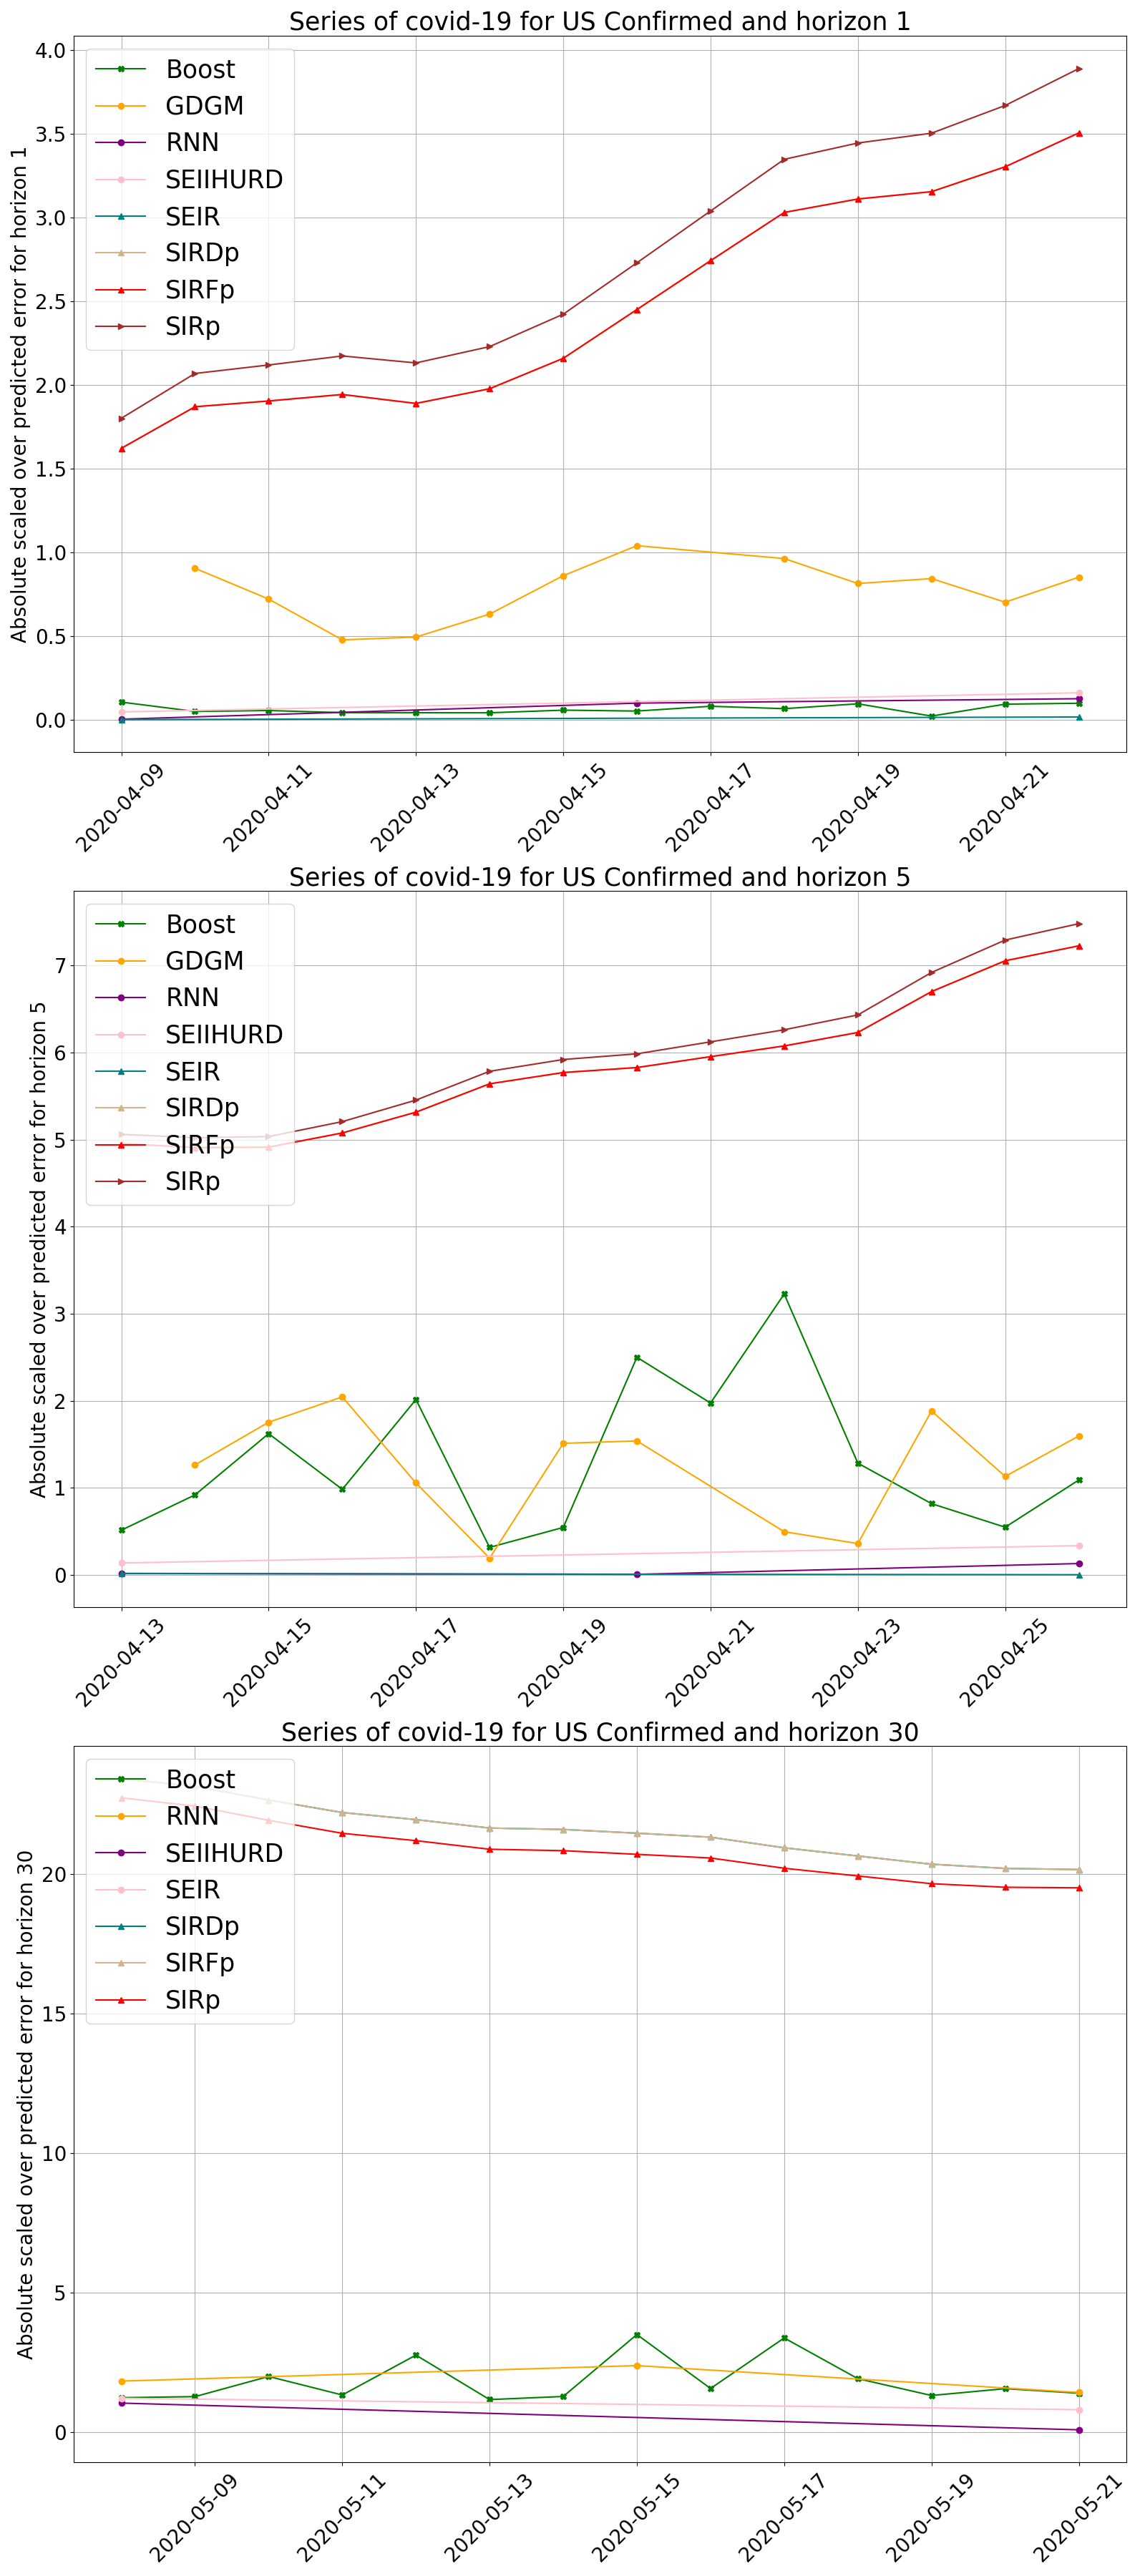 Series of covid-19 for US Confirmed and horizon 1
Absolute scaled over predicted error for horizon 1
4.0
3.5
3.0
2.5
2.0
1.5
1.0
0.5
0.0
Boost
GDGM
RNN
SEIIHURD
SEIR
SIRDp
SIRFp
SIRp
2020-04-09
2020-04-11
2020-04-13
2020-04-15
2020-04-17
2020-04-19
2020-04-21
Series of covid-19 for US Confirmed and horizon 5
Absolute scaled over predicted error for horizon 5
7
6
5
4
3
2
1
0
Boost
GDGM
RNN
SEIIHURD
SEIR
SIRDp
SIRFp
SIRp
2020-04-13
2020-04-15
2020-04-17
2020-04-19
2020-04-21
2020-04-23
2020-04-25
Series of covid-19 for US Confirmed and horizon 30
Absolute scaled over predicted error for horizon 30
20
15
10
5
0
Boost
RNN
SEIIHURD
SEIR
SIRDp
SIRFp
SIRp
2020-05-09
2020-05-11
2020-05-13
2020-05-15
2020-05-17
2020-05-19
2020-05-21